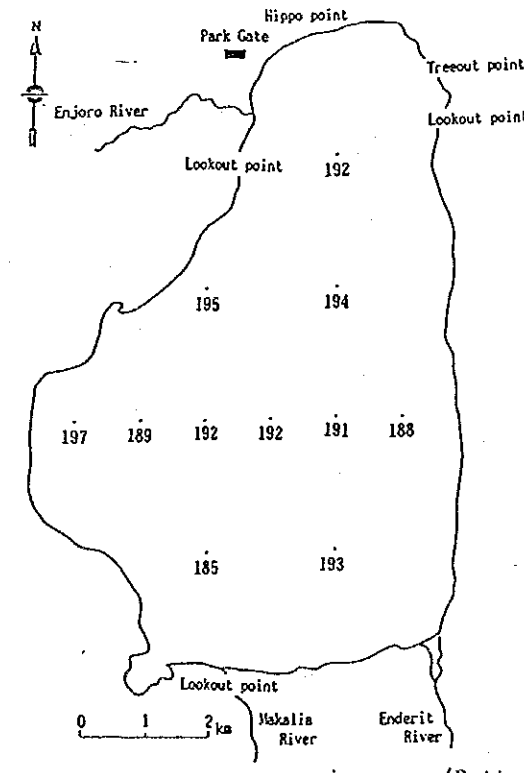 Hippo point
N
Park Gate
Treeout point
Enjoro River
Lookout point
Lookout point
192
195
194
197
189
192
192
191
188
185
193
Lookout point
0 1 2 km
Makalia
River
Enderit
River